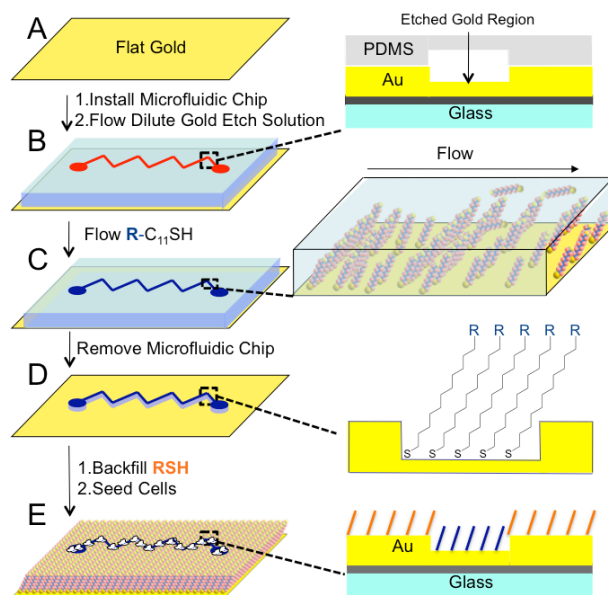 A
Flat Gold
1.Install Microfluidic Chip
2.Flow Dilute Gold Etch Solution
Etched Gold Region
PDMS
Au
Glass
B
Flow R-C₁₁SH
Flow
C
Remove Microfluidic Chip
D
R R R R R
S S S S S
1.Backfill RSH
2.Seed Cells
E
Au
Glass